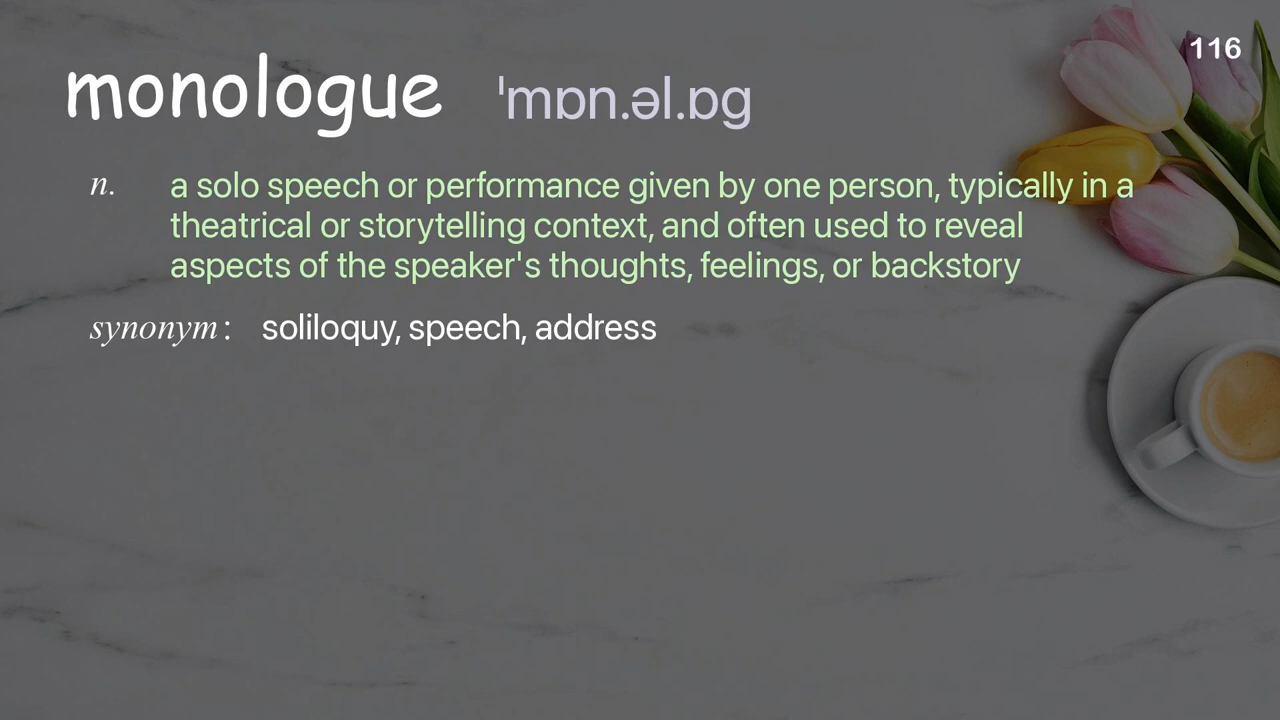 116
monologue ˈmɒn.əl.ɒg
n. a solo speech or performance given by one person, typically in a
theatrical or storytelling context, and often used to reveal
aspects of the speaker's thoughts, feelings, or backstory
synonym: soliloquy, speech, address